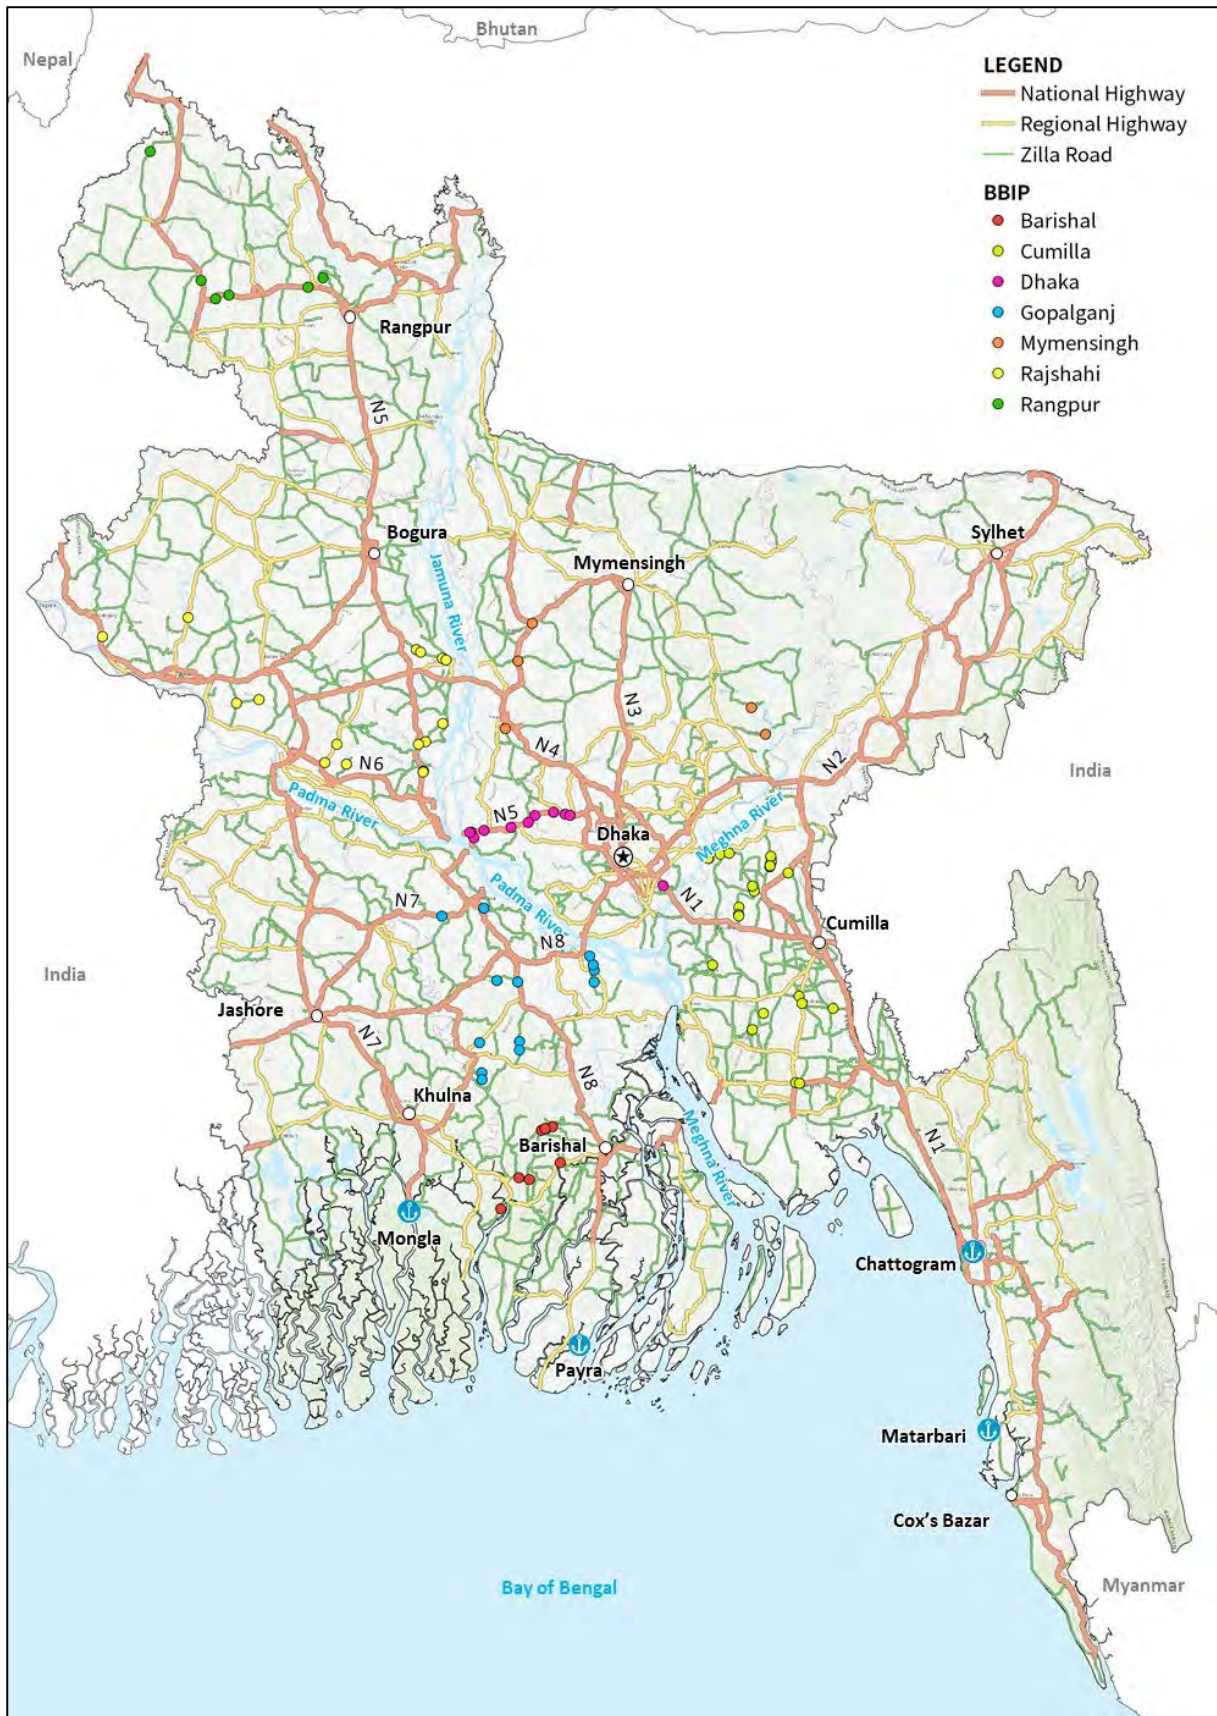 Bhutan
Nepal
LEGEND
National Highway
Regional Highway
Zilla Road
BBIP
Barishal
Cumilla
Dhaka
Gopalganj
Mymensingh
Rajshahi
Rangpur
Rangpur
N5
Bogura
Sylhet
Jamuna River
Mymensingh
N3
N4
N2
N6
India
Padma River
N5
Dhaka
Meghna River
Padma River
N7
N1
N8
Cumilla
India
Jashore
N7
N8
Khulna
Barishal
Meghna River
N1
Mongla
Chattogram
Payra
Matarbari
Cox's Bazar
Bay of Bengal
Myanmar